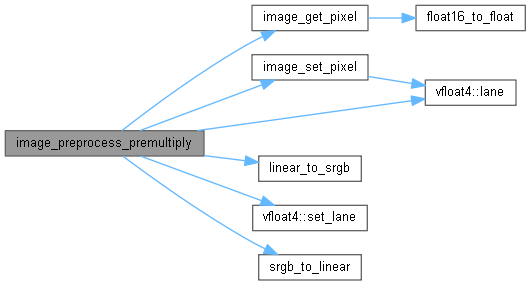 image_get_pixel
float16_to_float
image_set_pixel
vfloat4::lane
image_preprocess_premultiply
linear_to_srgb
vfloat4::set_lane
srgb_to_linear